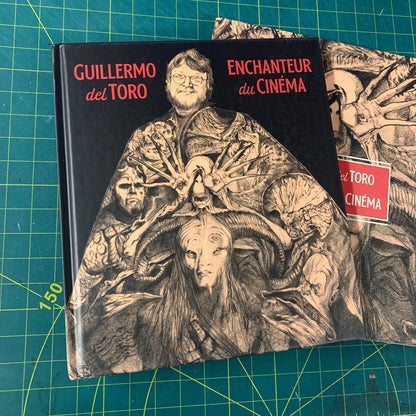 GUILLERMO
del TORO
ENCHANTEUR
du CINÉMA
del TORO
CINÉMA
150